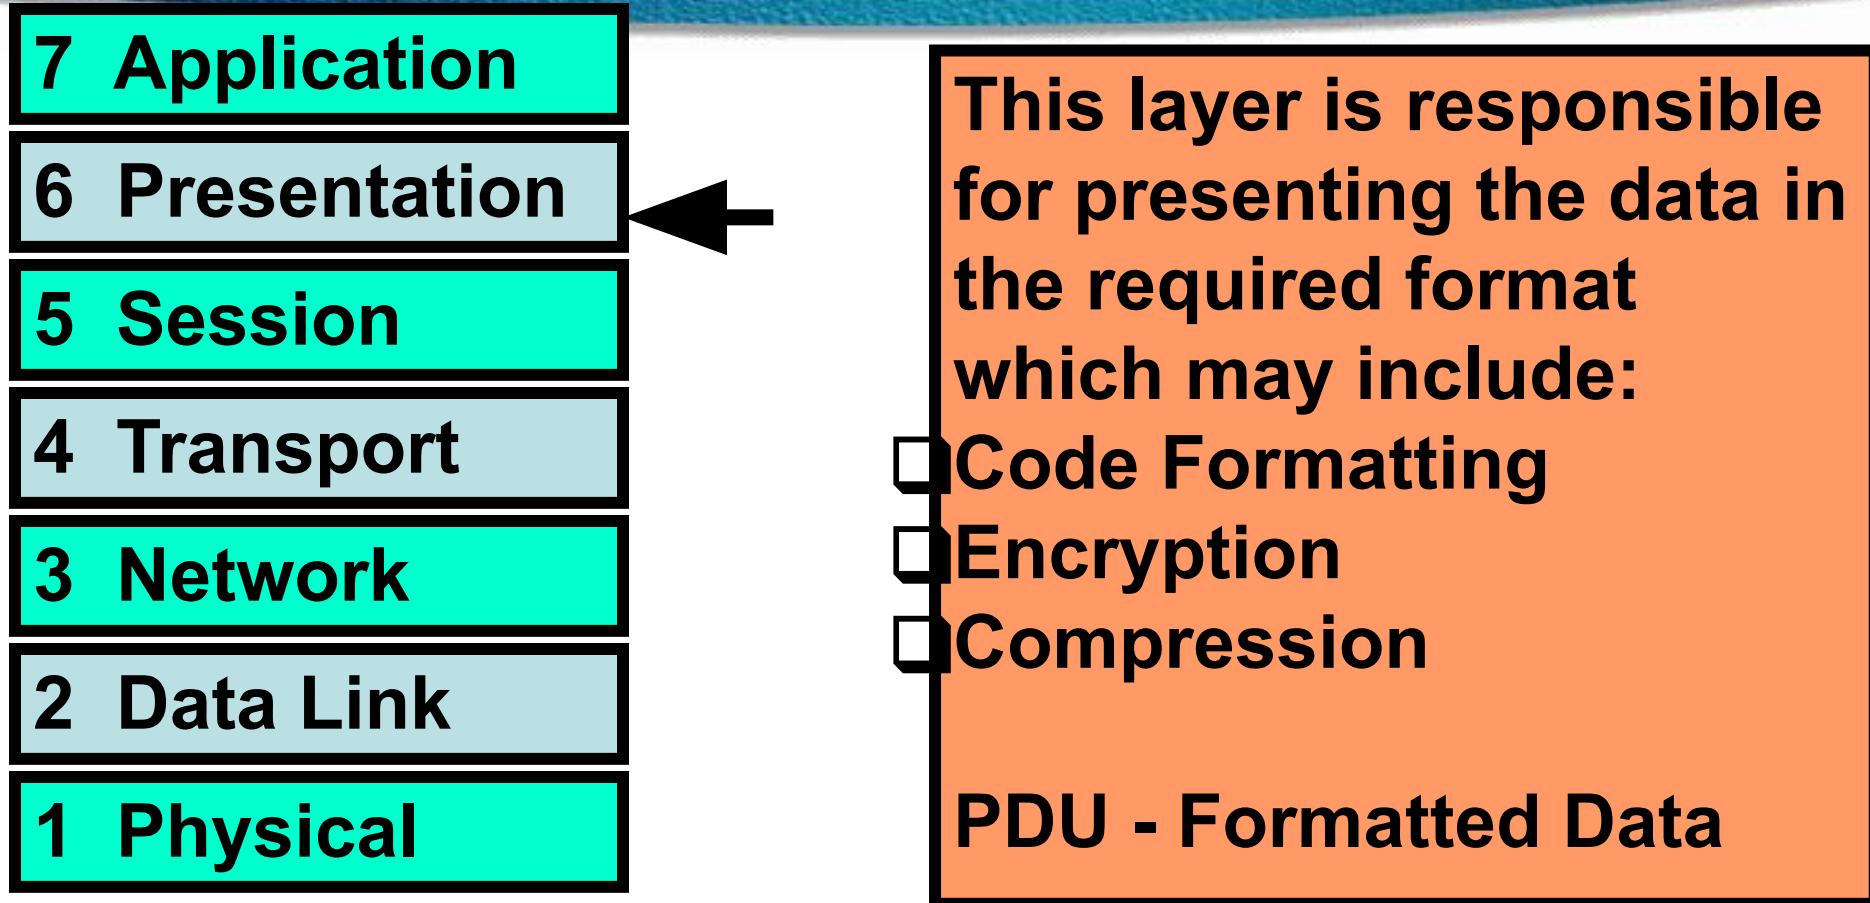 7 Application
6 Presentation
5 Session
4 Transport
3 Network
2 Data Link
1 Physical
This layer is responsible
for presenting the data in
the required format
which may include:
❑Code Formatting
❑Encryption
❑Compression
PDU - Formatted Data